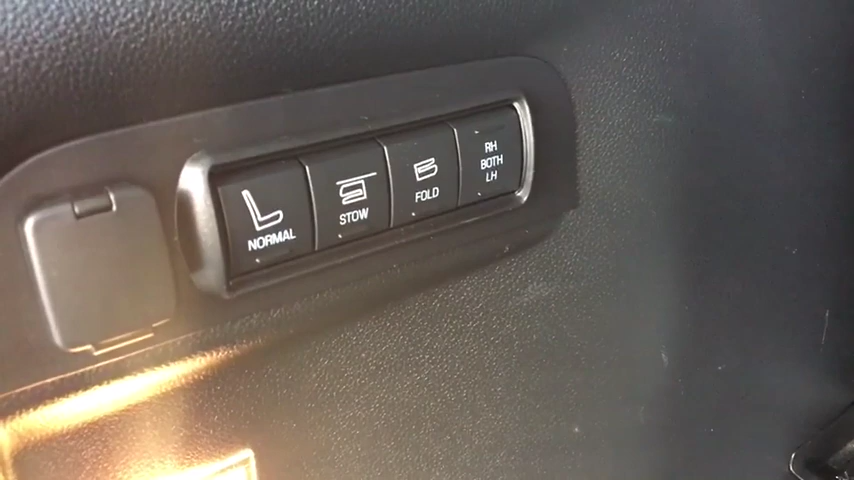 NORMAL
STOW
FOLD
RH
BOTH
LH